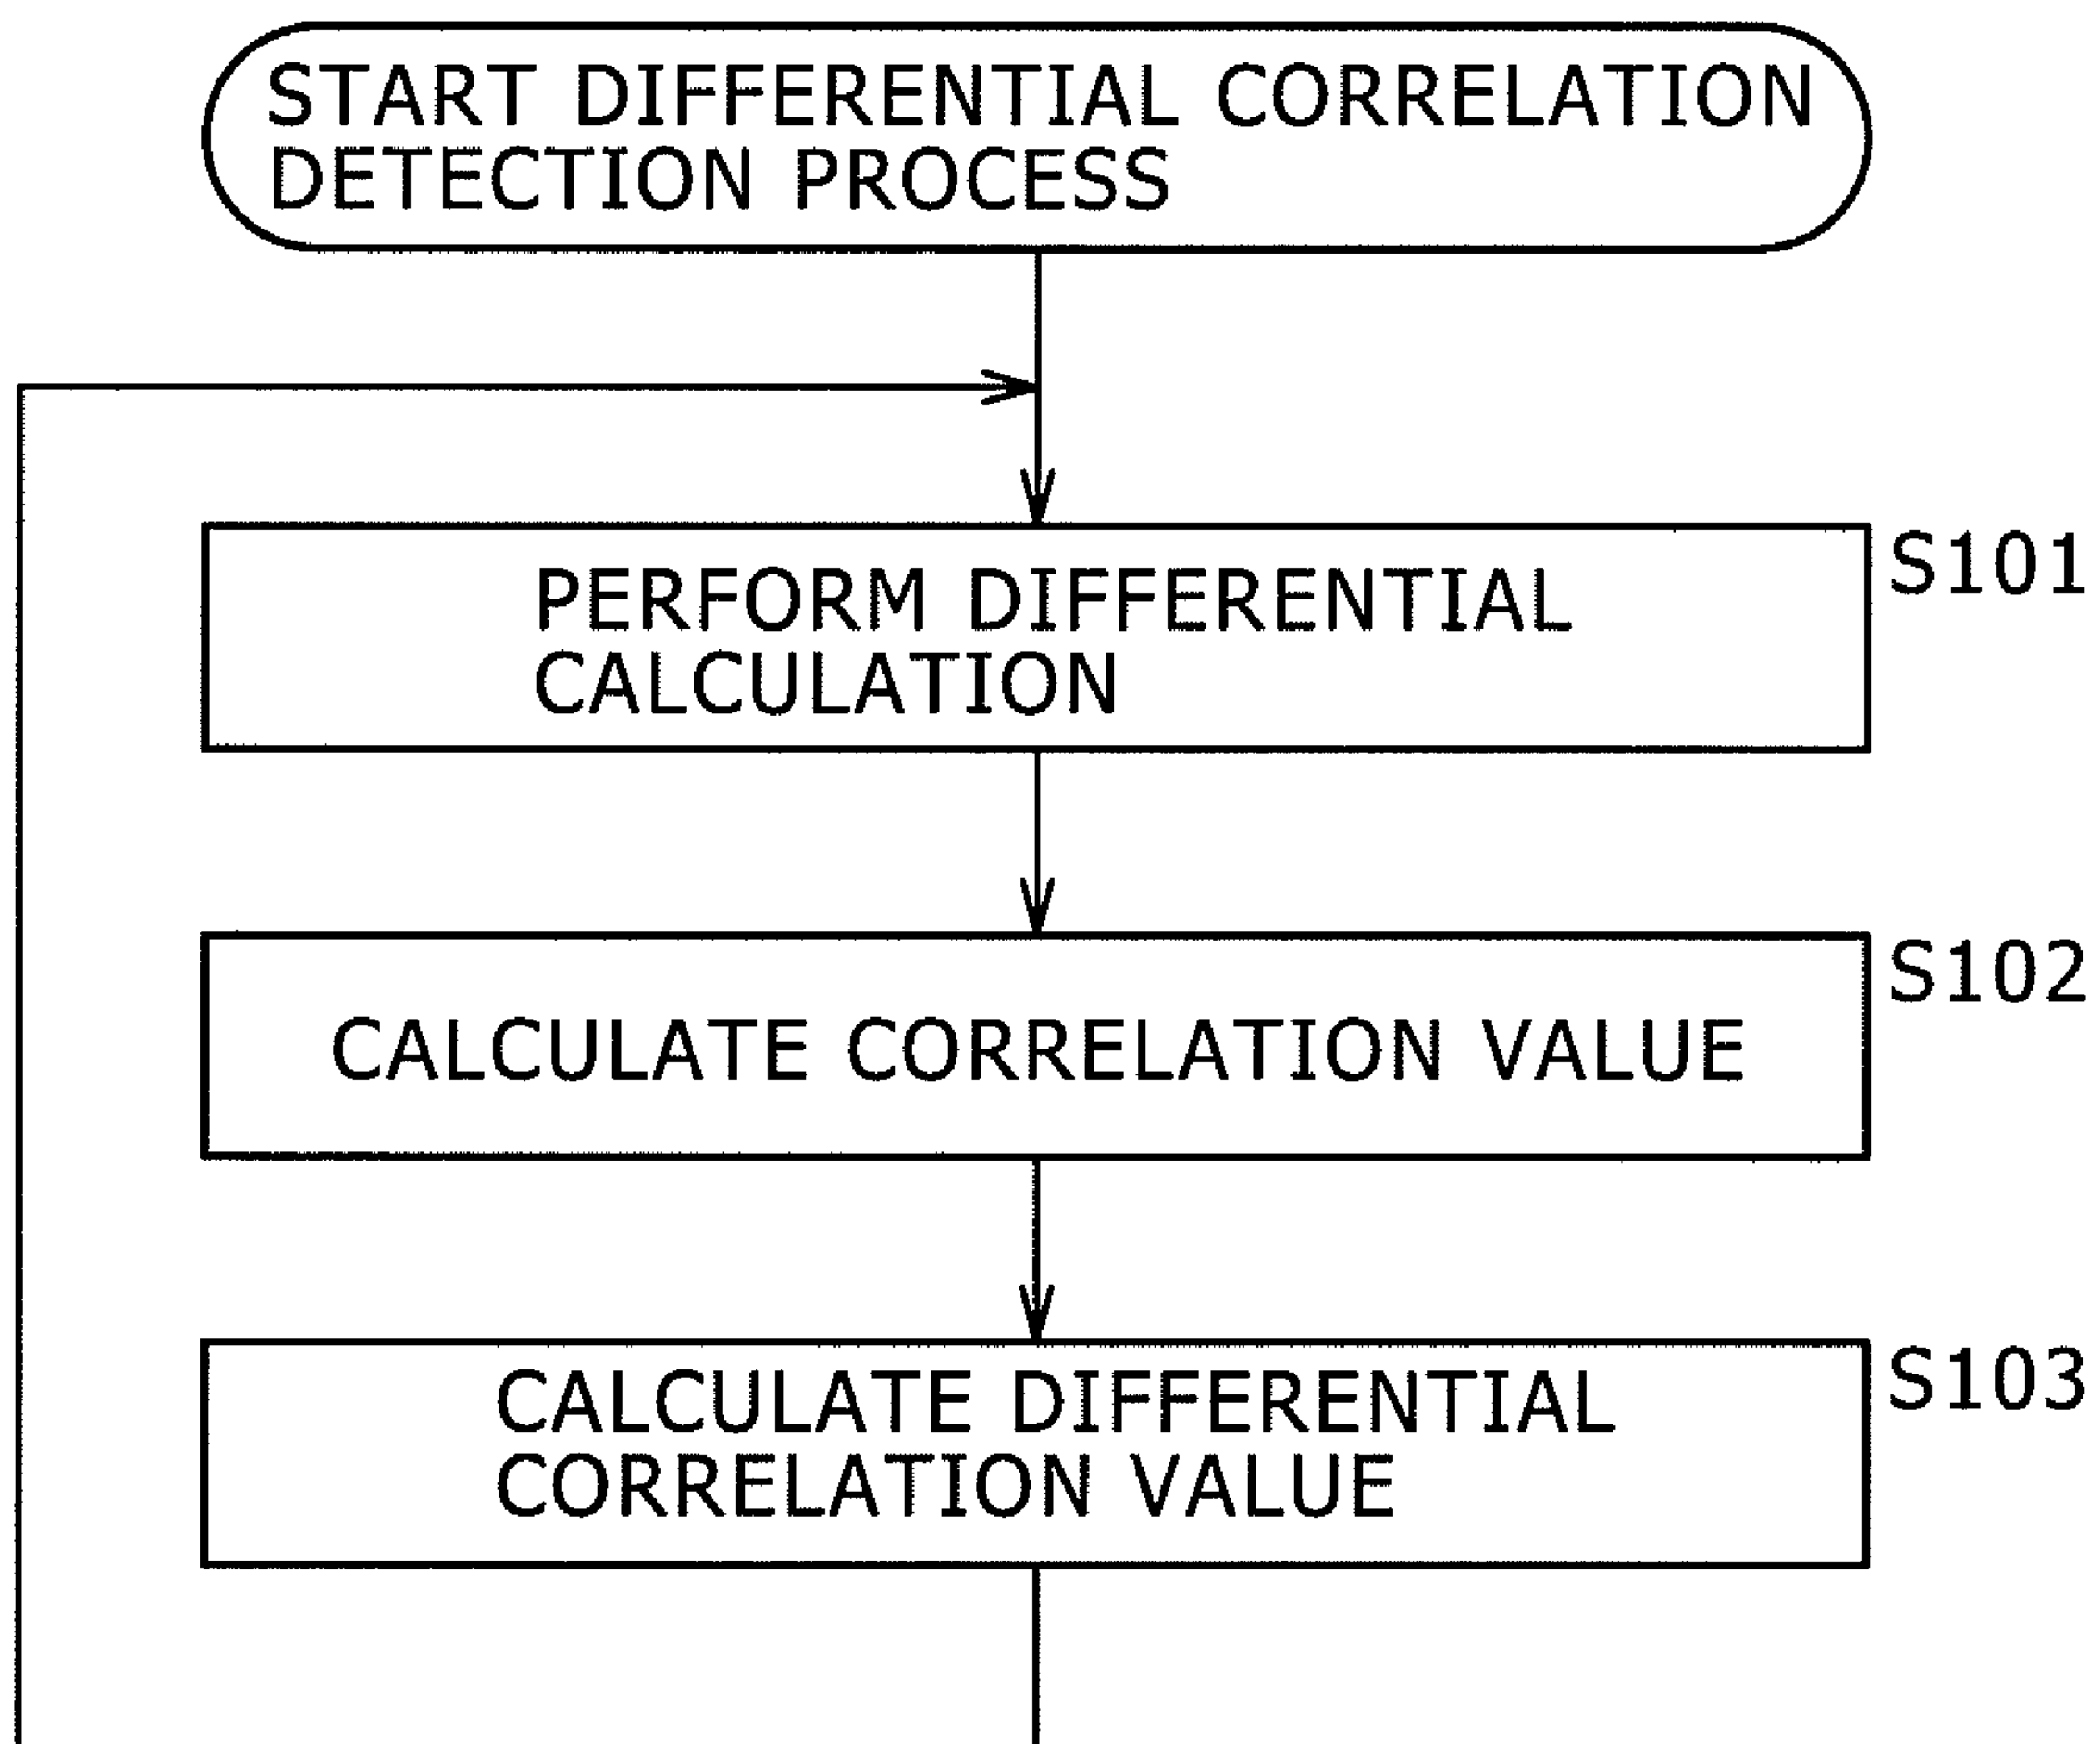 START DIFFERENTIAL CORRELATION
DETECTION PROCESS
S101
PERFORM DIFFERENTIAL
CALCULATION
S102
CALCULATE CORRELATION VALUE
S103
CALCULATE DIFFERENTIAL
CORRELATION VALUE